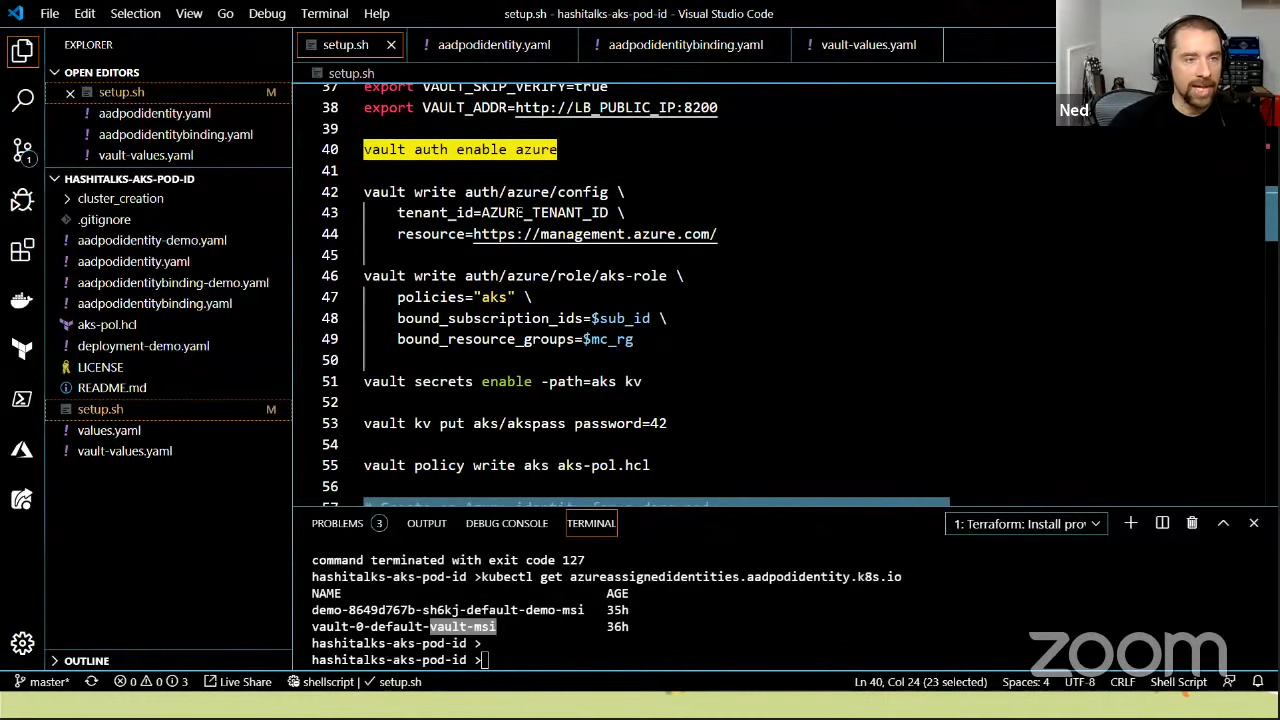 File Edit Selection View Go Debug Terminal Help
setup.sh - hashitalks-aks-pod-id - Visual Studio Code
EXPLORER
OPEN EDITORS
setup.sh M
! aadpodidentity.yaml
! aadpodidentitybinding.yaml
! vault-values.yaml
HASHITALKS-AKS-POD-ID
cluster_creation
.gitignore
! aadpodidentity-demo.yaml
! aadpodidentity.yaml
! aadpodidentitybinding-demo.yaml
! aadpodidentitybinding.yaml
aks-pol.hcl
! deployment-demo.yaml
LICENSE
README.md
setup.sh M
! values.yaml
! vault-values.yaml
OUTLINE
setup.sh
! aadpodidentity.yaml
! aadpodidentitybinding.yaml
! vault-values.yaml
setup.sh
37 export VAULT_SKIP_VERIFY=true
38 export VAULT_ADDR=http://LB_PUBLIC_IP:8200
39
40 vault auth enable azure
41
42 vault write auth/azure/config \
43 tenant_id=AZURE_TENANT_ID \
44 resource=https://management.azure.com/
45
46 vault write auth/azure/role/aks-role \
47 policies="aks" \
48 bound_subscription_ids=$sub_id \
49 bound_resource_groups=$mc_rg
50
51 vault secrets enable -path=aks kv
52
53 vault kv put aks/akspass password=42
54
55 vault policy write aks aks-pol.hcl
56
57 # Create an Azure identity for a demo pod
PROBLEMS 3 OUTPUT DEBUG CONSOLE TERMINAL
1: Terraform: Install prov
command terminated with exit code 127
hashitalks-aks-pod-id >kubectl get azureassignedidentities.aadpodidentity.k8s.io
NAME AGE
demo-8649d767b-sh6kj-default-demo-msi 35h
vault-0-default-vault-msi 36h
hashitalks-aks-pod-id >
hashitalks-aks-pod-id >
Ned
zoom
master* 0 0 3 Live Share shellscript setup.sh
Ln 40, Col 24 (23 selected) Spaces: 4 UTF-8 CRLF Shell Script